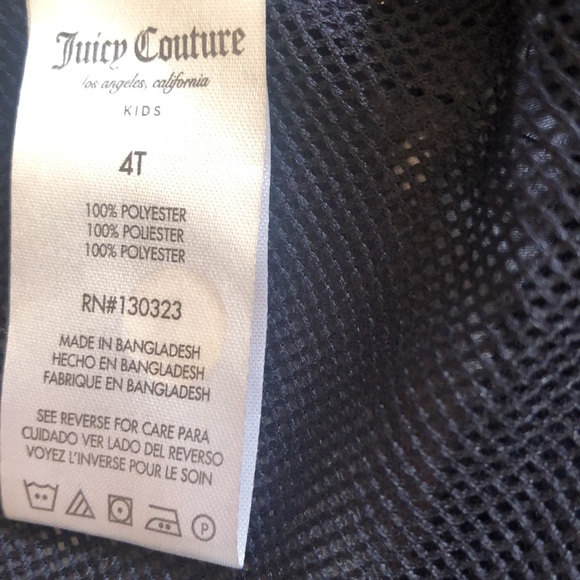 Juicy Couture
los angeles, california
KIDS
4T
100% POLYESTER
100% POLIESTER
100% POLYESTER
RN#130323
MADE IN BANGLADESH
HECHO EN BANGLADESH
FABRIQUE EN BANGLADESH
SEE REVERSE FOR CARE PARA
CUIDADO VER LADO DEL REVERSO
VOYEZ L'INVERSE POUR LE SOIN
P